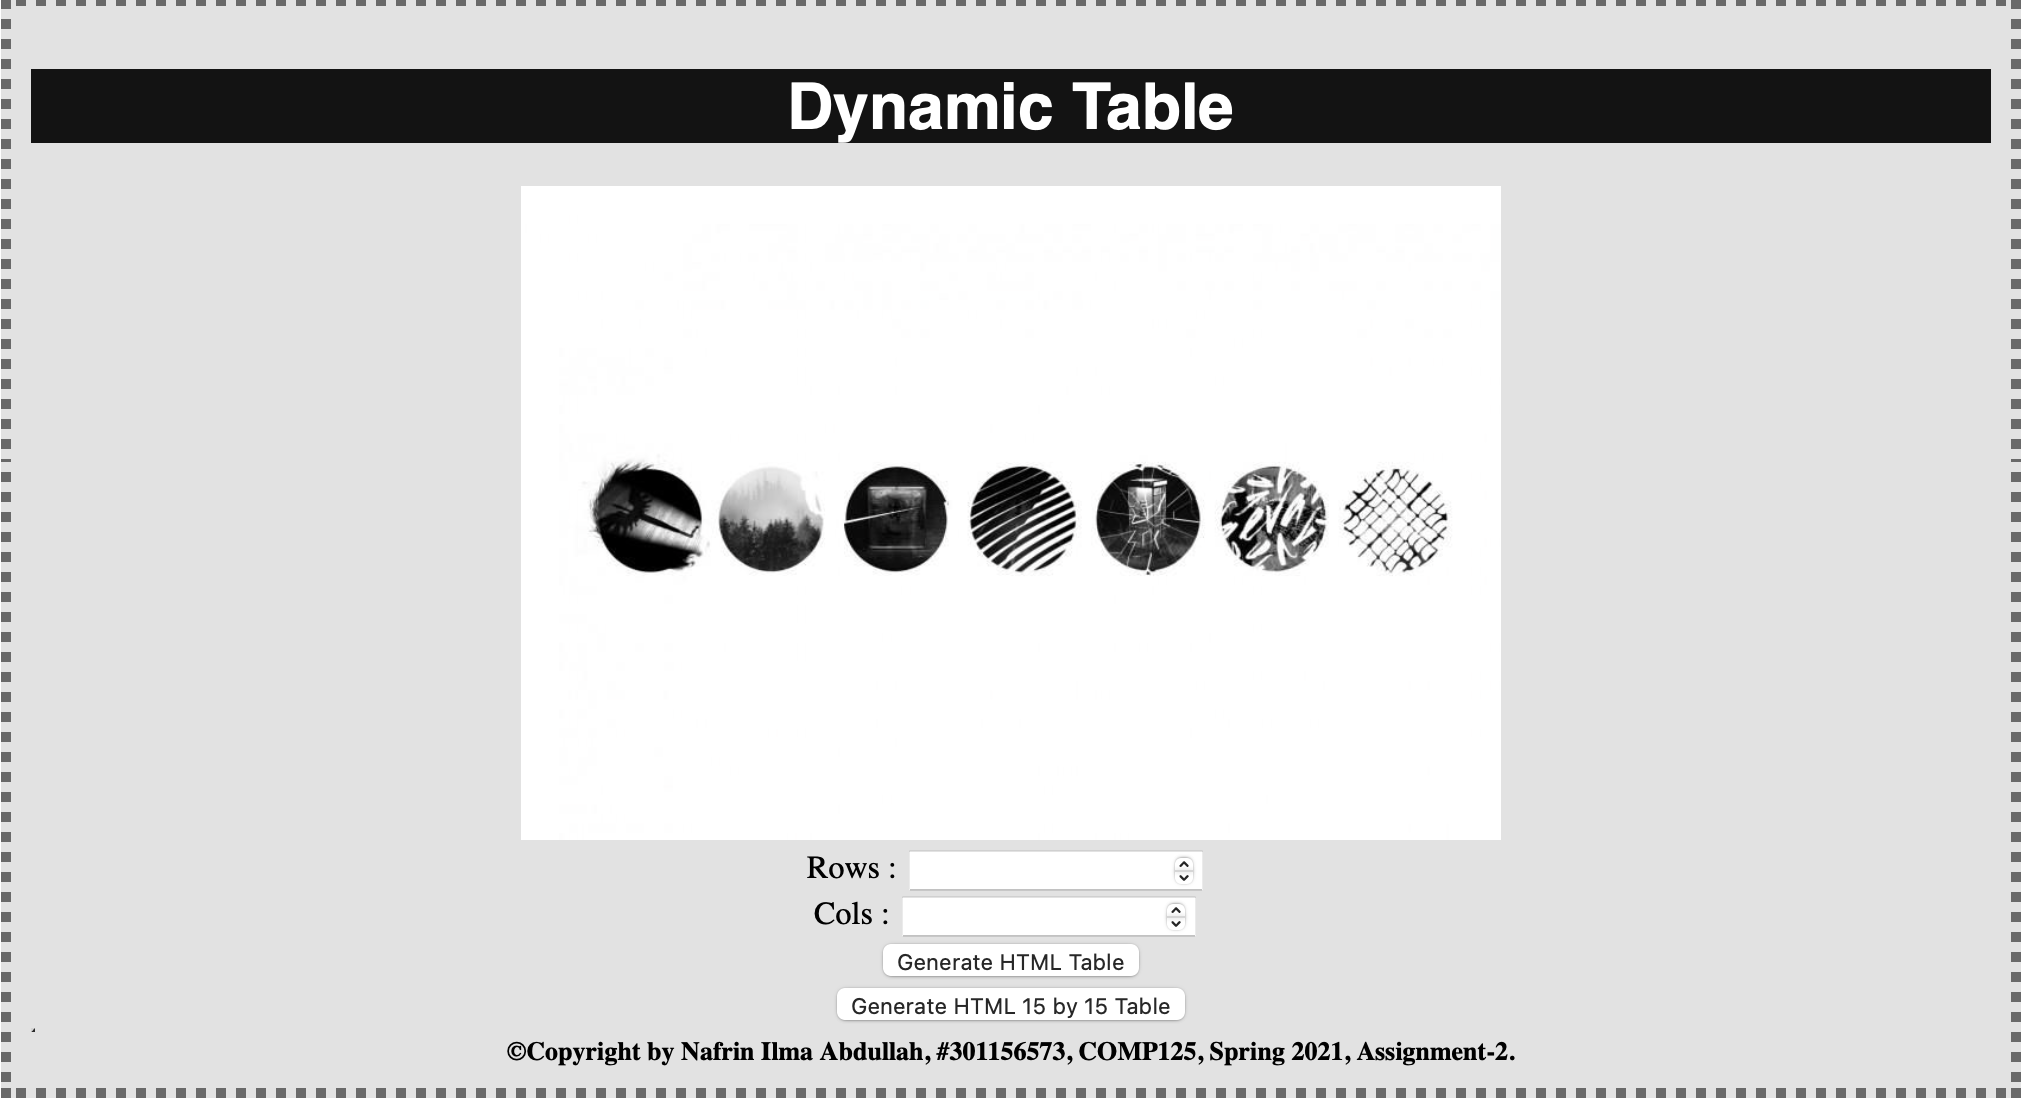 Dynamic Table
Rows :
Cols :
Generate HTML Table
Generate HTML 15 by 15 Table
©Copyright by Nafrin Ilma Abdullah, #301156573, COMP125, Spring 2021, Assignment-2.